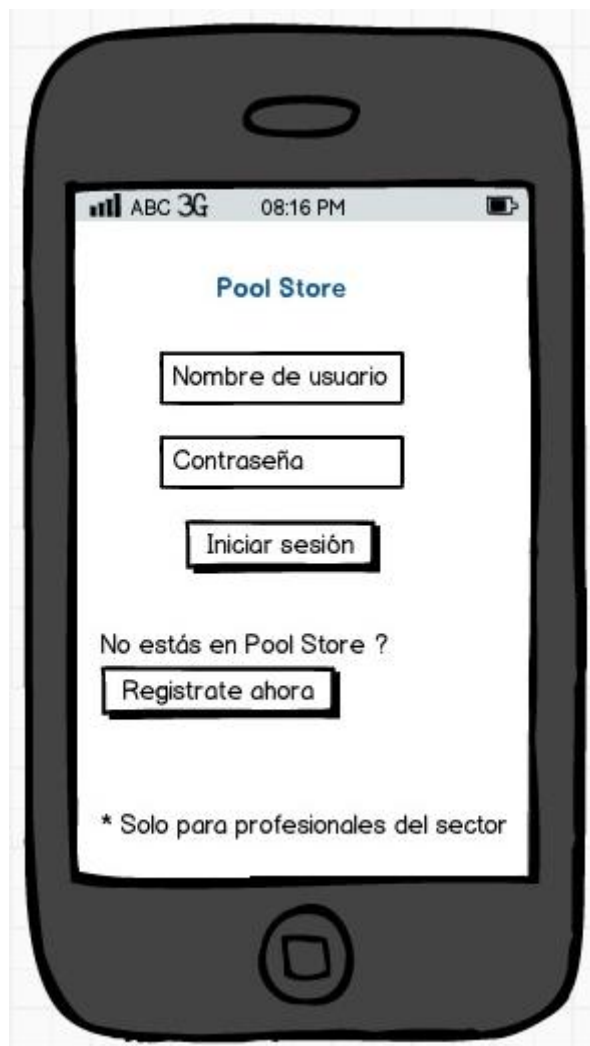 ABC 3G 08:16 PM
Pool Store
Nombre de usuario
Contraseña
Iniciar sesión
No estás en Pool Store ?
Registrate ahora
* Solo para profesionales del sector